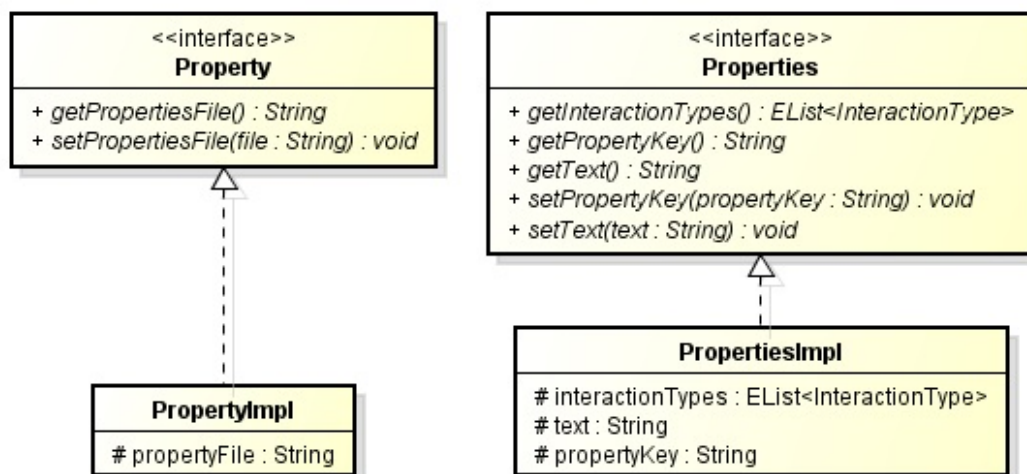 <<interface>>
Property
+ getPropertiesFile() : String
+ setPropertiesFile(file : String) : void
<<interface>>
Properties
+ getInteractionTypes() : EList<InteractionType>
+ getPropertyKey() : String
+ getText() : String
+ setPropertyKey(propertyKey : String) : void
+ setText(text : String) : void
PropertyImpl
# propertyFile : String
PropertiesImpl
# interactionTypes : EList<InteractionType>
# text : String
# propertyKey : String